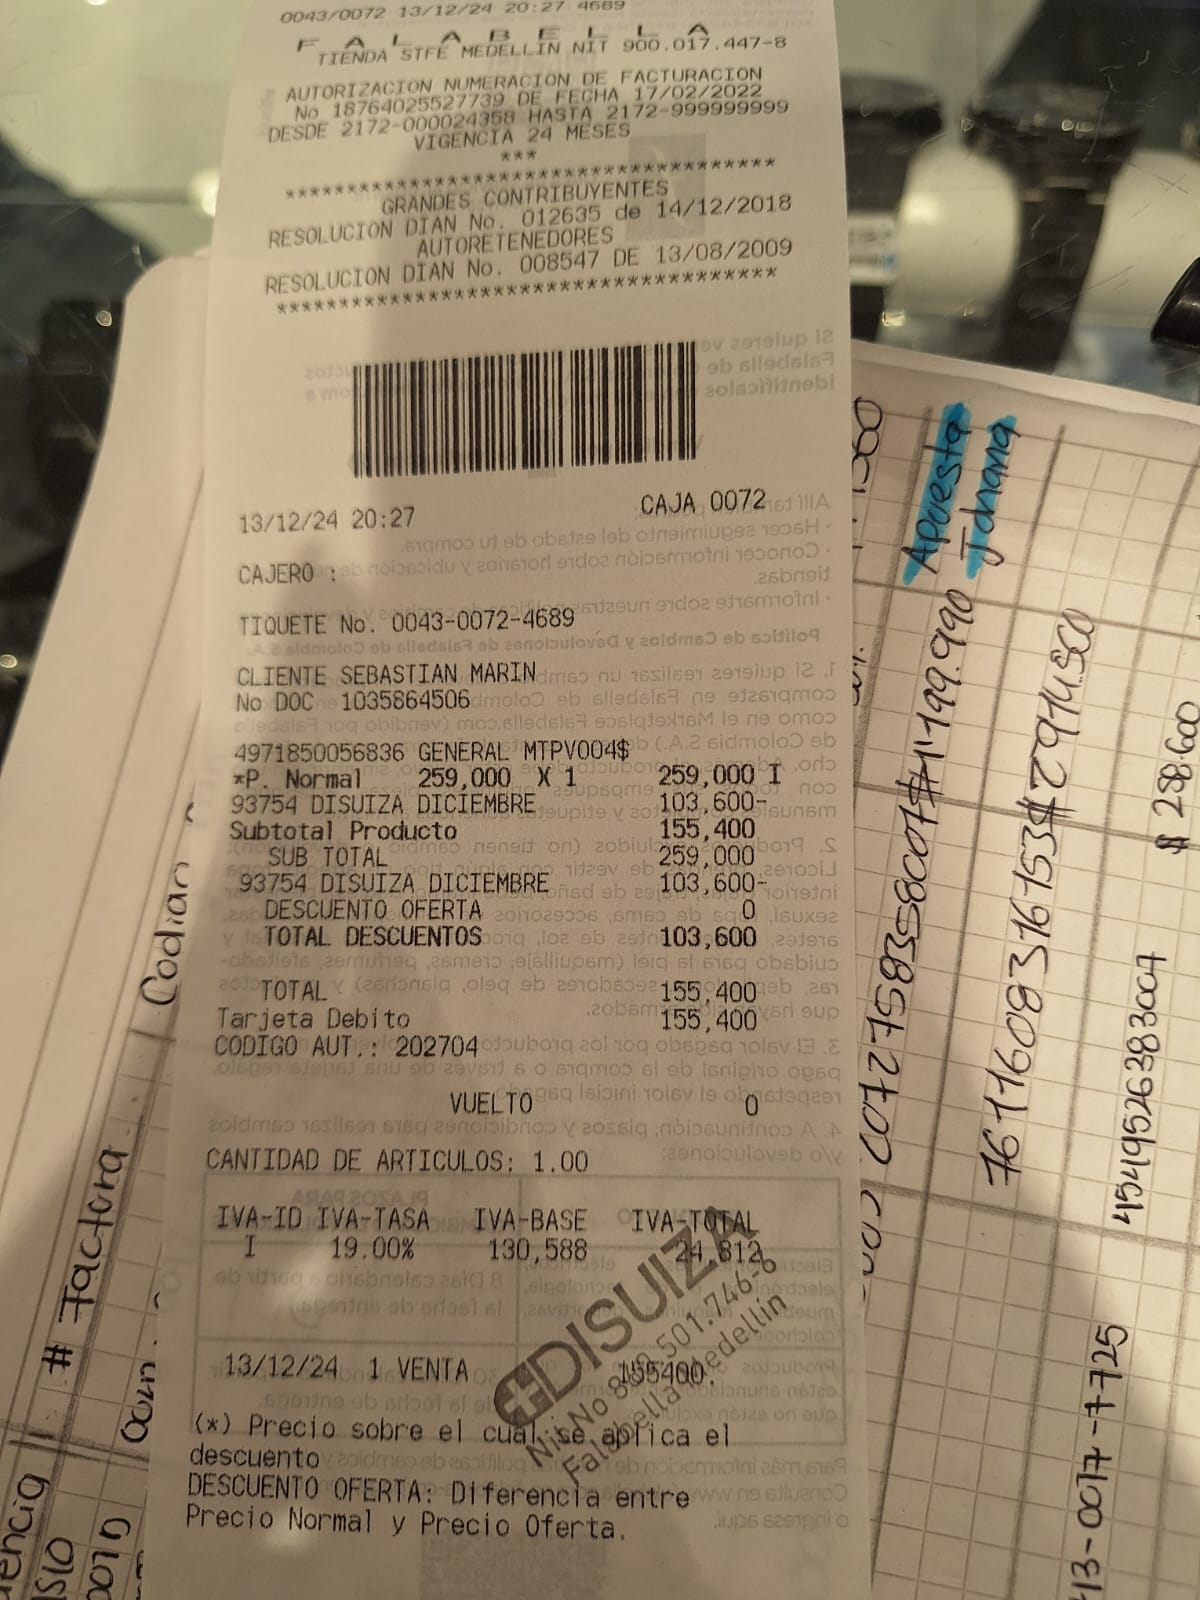 0043/0072 13/12/24 20:27 4689
F A L A B E L L A
TIENDA STFE MEDELLIN NIT 900.017.447-8
AUTORIZACION NUMERACION DE FACTURACION
No 18764025527739 DE FECHA 17/02/2022
DESDE 2172-000024358 HASTA 2172-999999999
VIGENCIA 24 MESES
***
***********************************
GRANDES CONTRIBUYENTES
RESOLUCION DIAN No. 012635 de 14/12/2018
AUTORETENEDORES
RESOLUCION DIAN No. 008547 DE 13/08/2009
************************************
13/12/24 20:27 CAJA 0072
CAJERO :
TIQUETE No. 0043-0072-4689
CLIENTE SEBASTIAN MARIN
No DOC 1035864506
4971850056836 GENERAL MTPV004$
*P. Normal 259,000 X 1 259,000 I
93754 DISUIZA DICIEMBRE 103,600-
Subtotal Producto 155,400
SUB TOTAL 259,000
93754 DISUIZA DICIEMBRE 103,600-
DESCUENTO OFERTA 0
TOTAL DESCUENTOS 103,600
TOTAL 155,400
Tarjeta Debito 155,400
CODIGO AUT.: 202704
VUELTO 0
CANTIDAD DE ARTICULOS: 1.00
IVA-ID IVA-TASA IVA-BASE IVA-TOTAL
I 19.00% 130,588 24,812
13/12/24 1 VENTA 155400.
(*) Precio sobre el cual se aplica el
descuento
DESCUENTO OFERTA: Diferencia entre
Precio Normal y Precio Oferta.
DISUIZA
Falabella Medellín
# Factura
Apuesta
Johana
$ 288.600
4549526383007